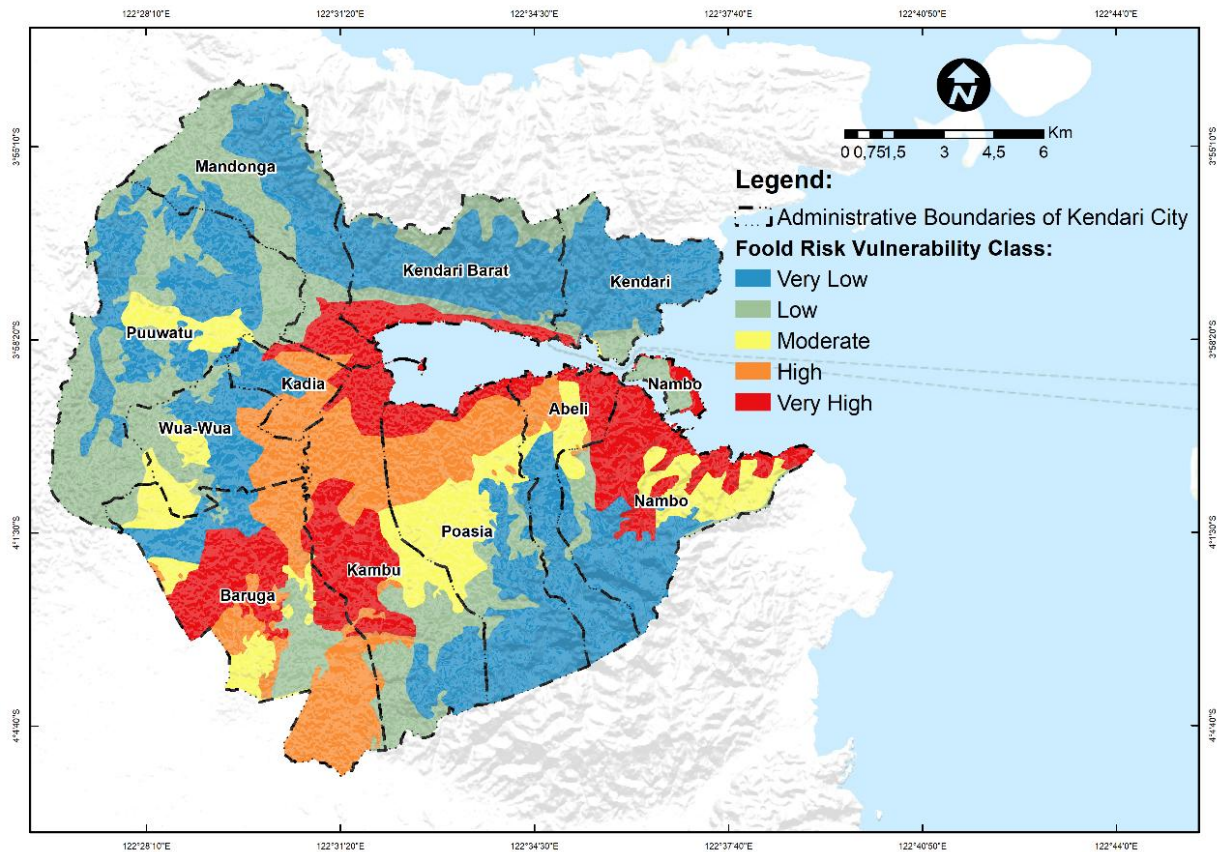 122°28'10"E 122°31'20"E 122°34'30"E 122°37'40"E 122°40'50"E 122°44'0"E
N
Km
0 0,75 1,5 3 4,5 6
3°55'10"S 3°55'10"S
Legend:
Administrative Boundaries of Kendari City
Foold Risk Vulnerability Class:
Very Low
Low
Moderate
High
Very High
Mandonga
Kendari Barat
Kendari
Puuwatu
3°58'20"S 3°58'20"S
Kadia
Nambo
Abeli
Wua-Wua
Nambo
Poasia
4°1'30"S 4°1'30"S
Kambu
Baruga
4°4'40"S 4°4'40"S
122°28'10"E 122°31'20"E 122°34'30"E 122°37'40"E 122°40'50"E 122°44'0"E